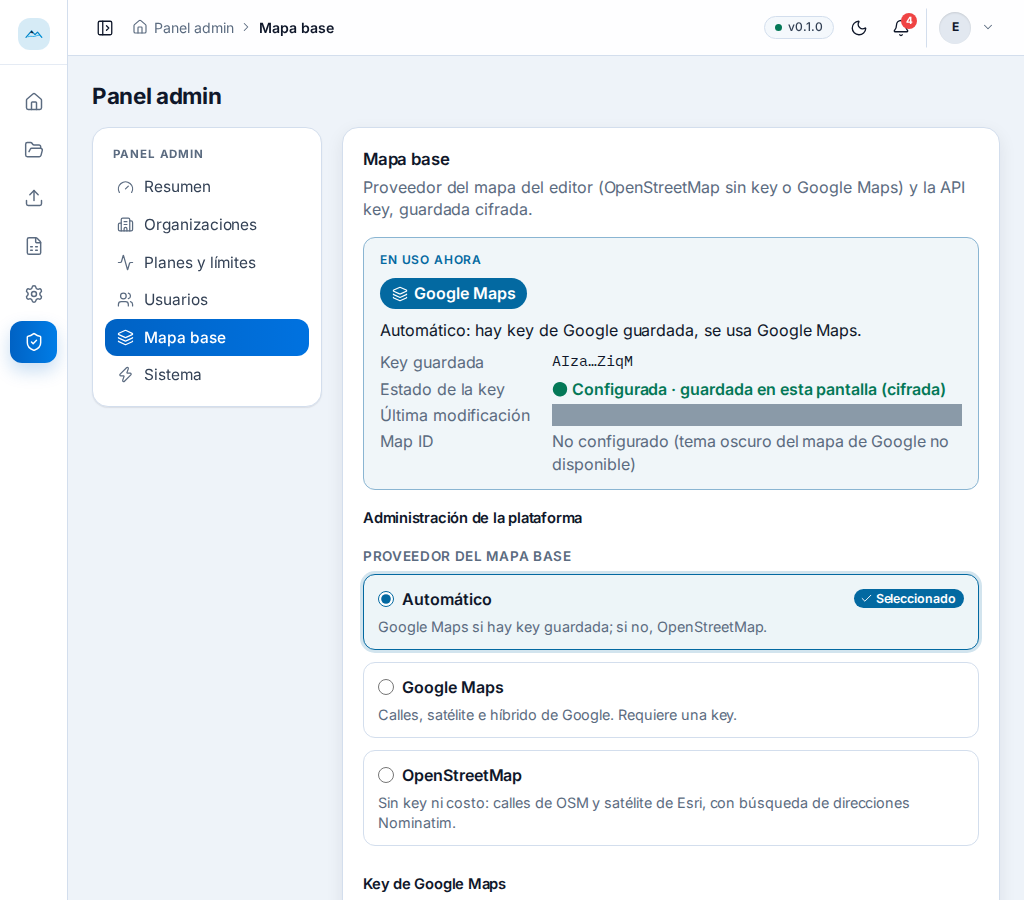 Panel admin
Mapa base
v0.1.0
4
E
Panel admin
PANEL ADMIN
Resumen
Organizaciones
Planes y límites
Usuarios
Mapa base
Sistema
Mapa base
Proveedor del mapa del editor (OpenStreetMap sin key o Google Maps) y la API
key, guardada cifrada.
EN USO AHORA
Google Maps
Automático: hay key de Google guardada, se usa Google Maps.
Key guardada AIza…ZiqM
Estado de la key Configurada · guardada en esta pantalla (cifrada)
Última modificación
Map ID No configurado (tema oscuro del mapa de Google no
disponible)
Administración de la plataforma
PROVEEDOR DEL MAPA BASE
Automático Seleccionado
Google Maps si hay key guardada; si no, OpenStreetMap.
Google Maps
Calles, satélite e híbrido de Google. Requiere una key.
OpenStreetMap
Sin key ni costo: calles de OSM y satélite de Esri, con búsqueda de direcciones
Nominatim.
Key de Google Maps